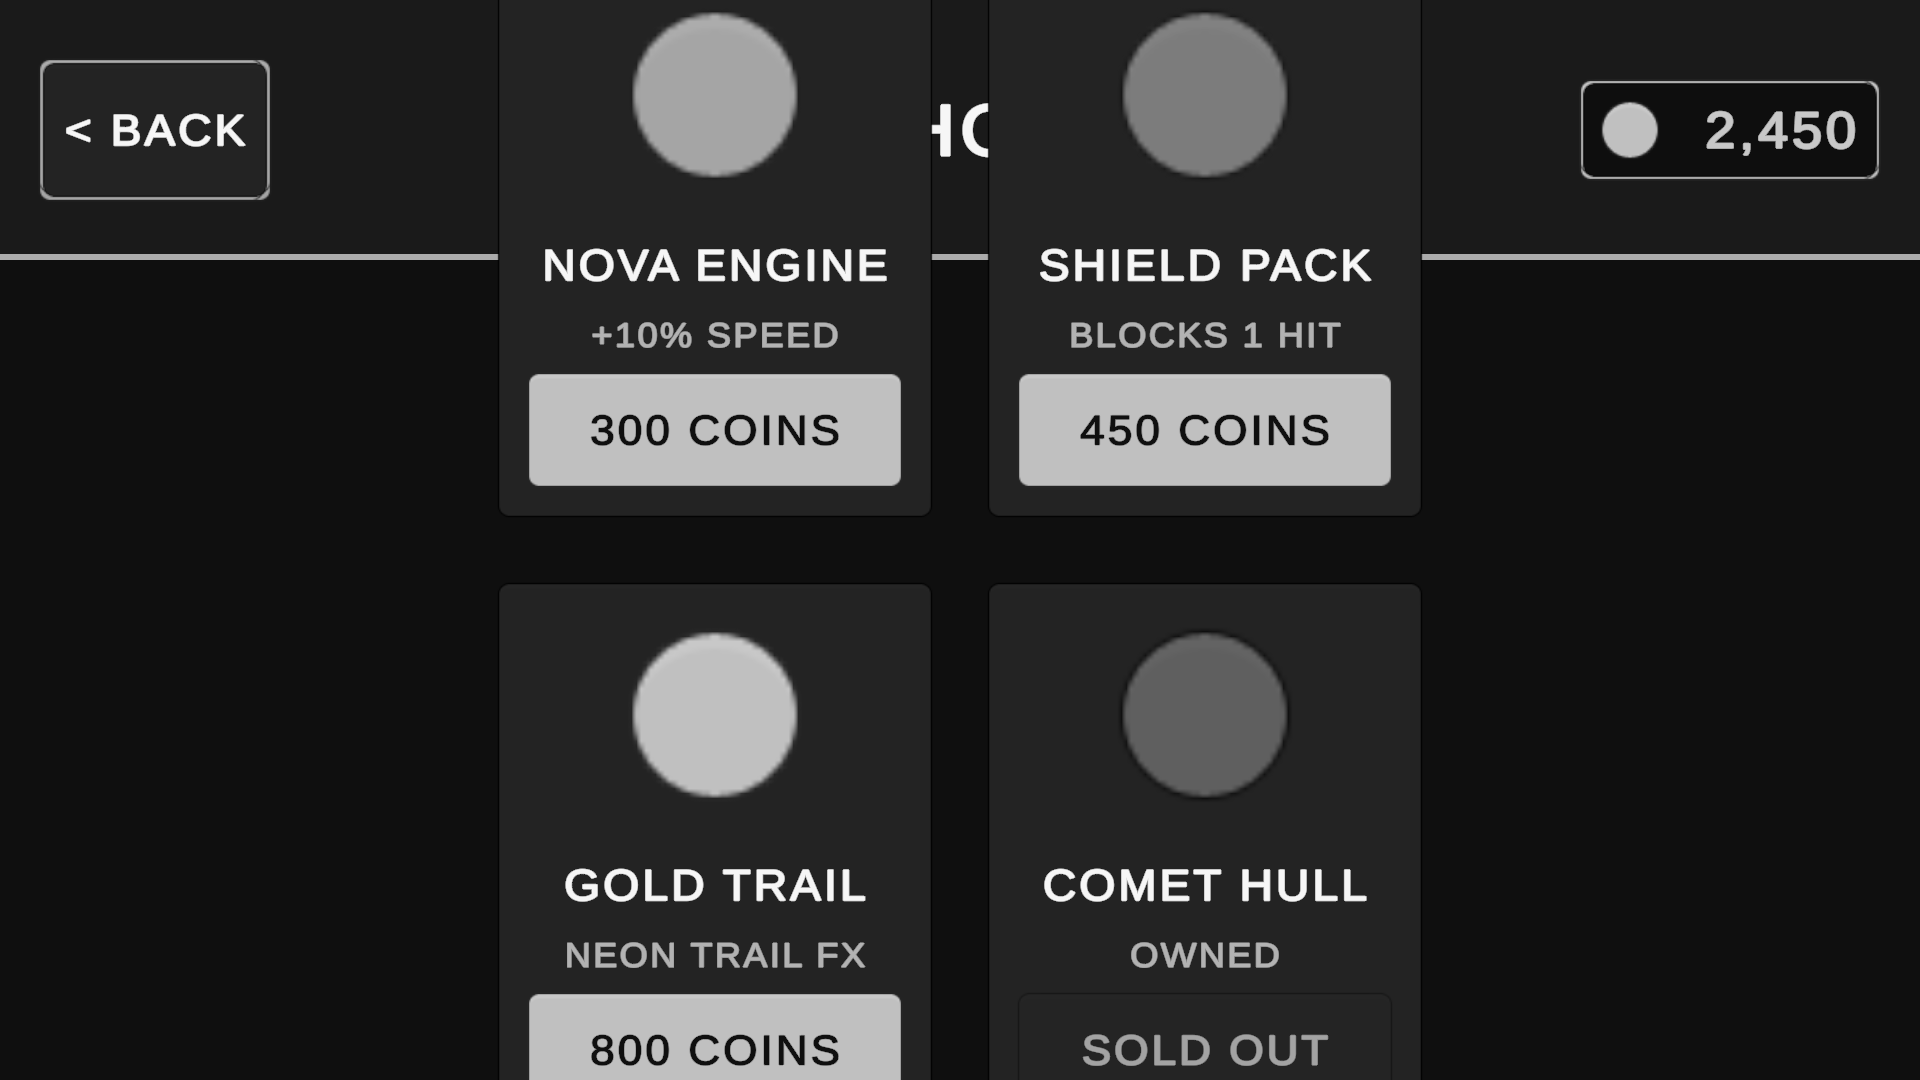 < BACK
2,450
NOVA ENGINE
+10% SPEED
300 COINS
SHIELD PACK
BLOCKS 1 HIT
450 COINS
GOLD TRAIL
NEON TRAIL FX
800 COINS
COMET HULL
OWNED
SOLD OUT